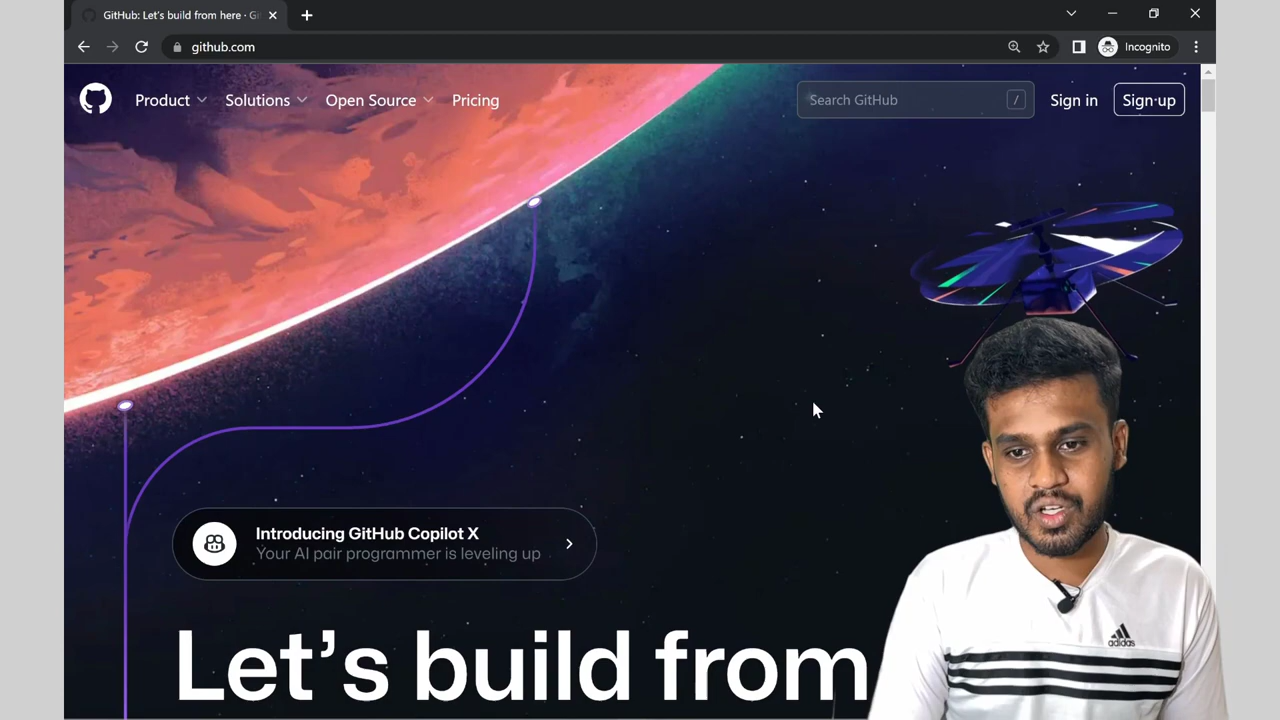 GitHub: Let's build from here · Gi
github.com
Incognito
Product
Solutions
Open Source
Pricing
Search GitHub
/
Sign in
Sign up
Introducing GitHub Copilot X
Your AI pair programmer is leveling up
Let's build from
adidas